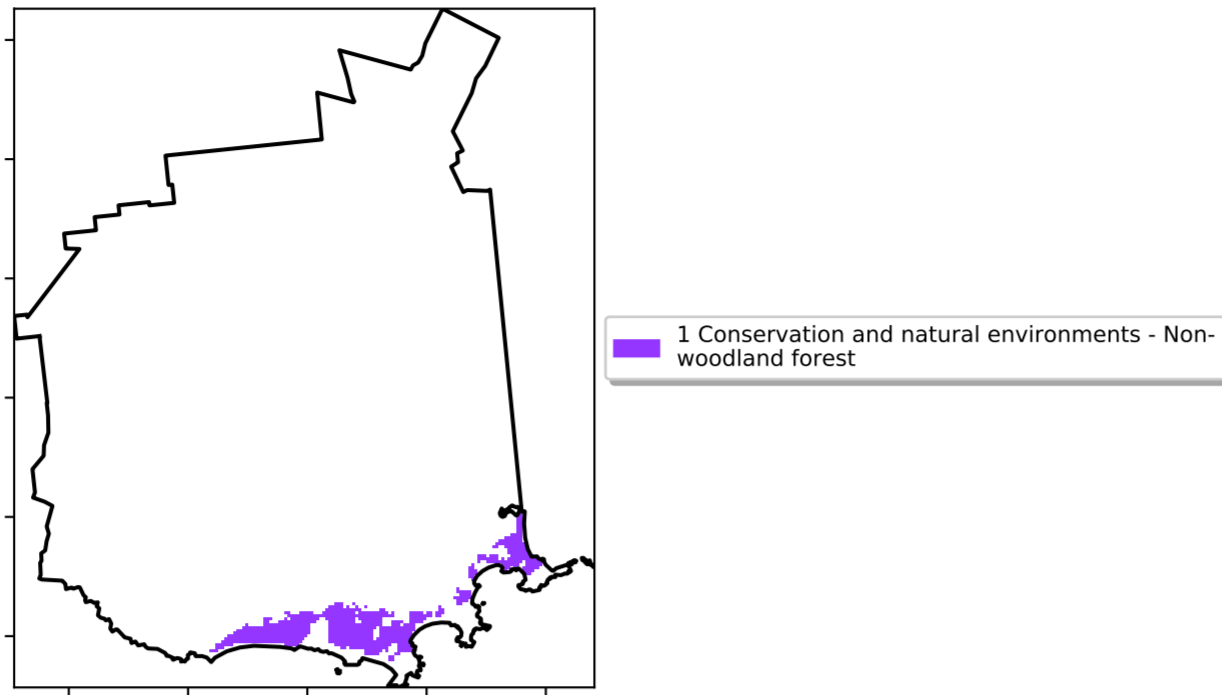 1 Conservation and natural environments - Non-
woodland forest